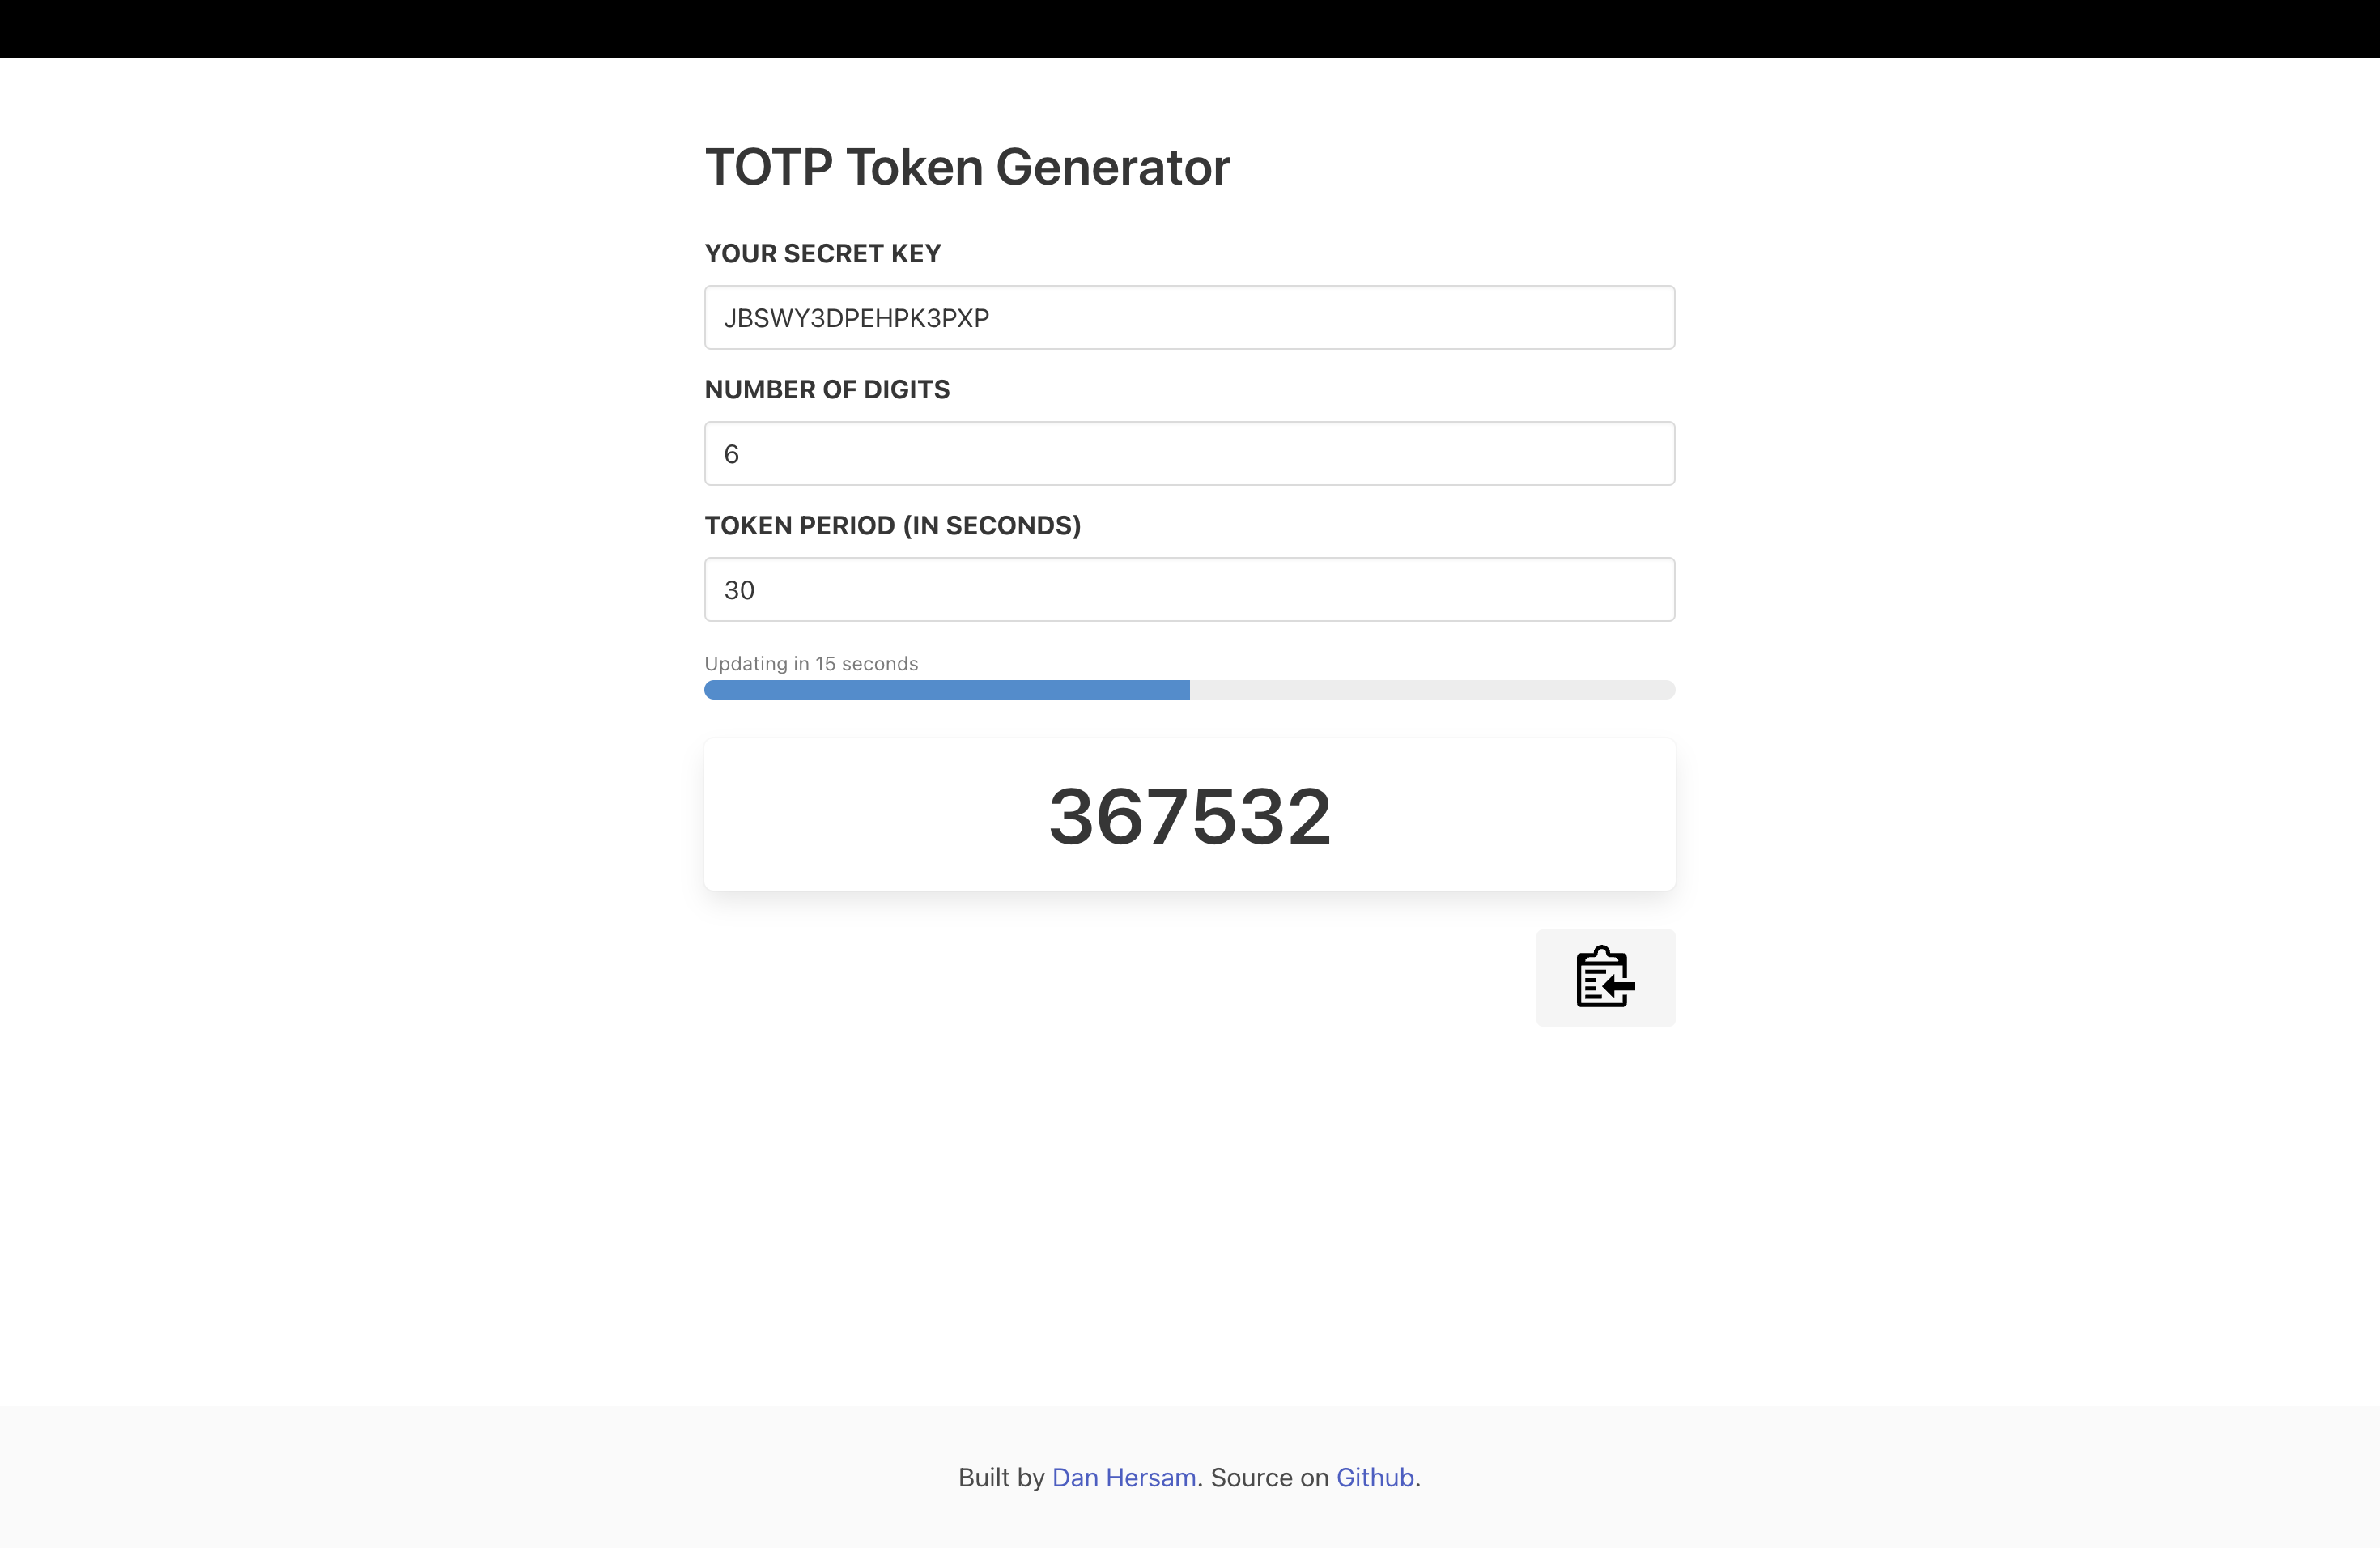 TOTP Token Generator
YOUR SECRET KEY
JBSWY3DPEHPK3PXP
NUMBER OF DIGITS
6
TOKEN PERIOD (IN SECONDS)
30
Updating in 15 seconds
367532
Built by Dan Hersam. Source on Github.